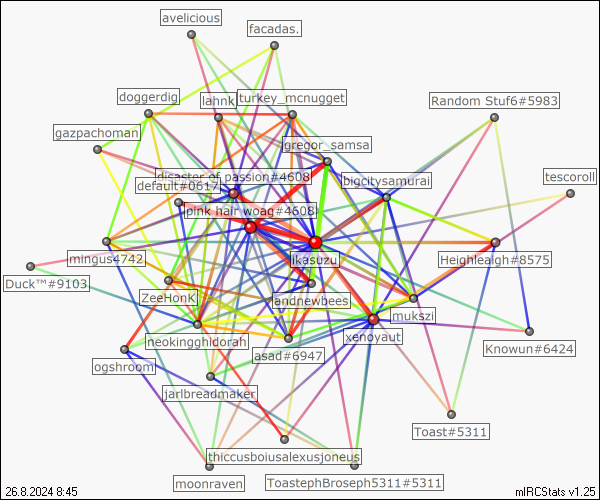 avelicious
facadas.
doggerdig
lahnk
turkey_mcnugget
Random Stuf6#5983
gazpachoman
gregor_samsa
disaster of passion#4608
default#0617
bigcitysamurai
tescoroll
pink hair woag#4608
mingus4742
ikasuzu
Heighleaigh#8575
Duck™#9103
ZeeHonK
andnewbees
mukszi
neokingghidorah
asad#6947
xenoyaut
Knowun#6424
ogshroom
jarlbreadmaker
Toast#5311
thiccusboiusalexusjoneus
moonraven
ToastephBroseph5311#5311
26.8.2024 8:45
mIRCStats v1.25